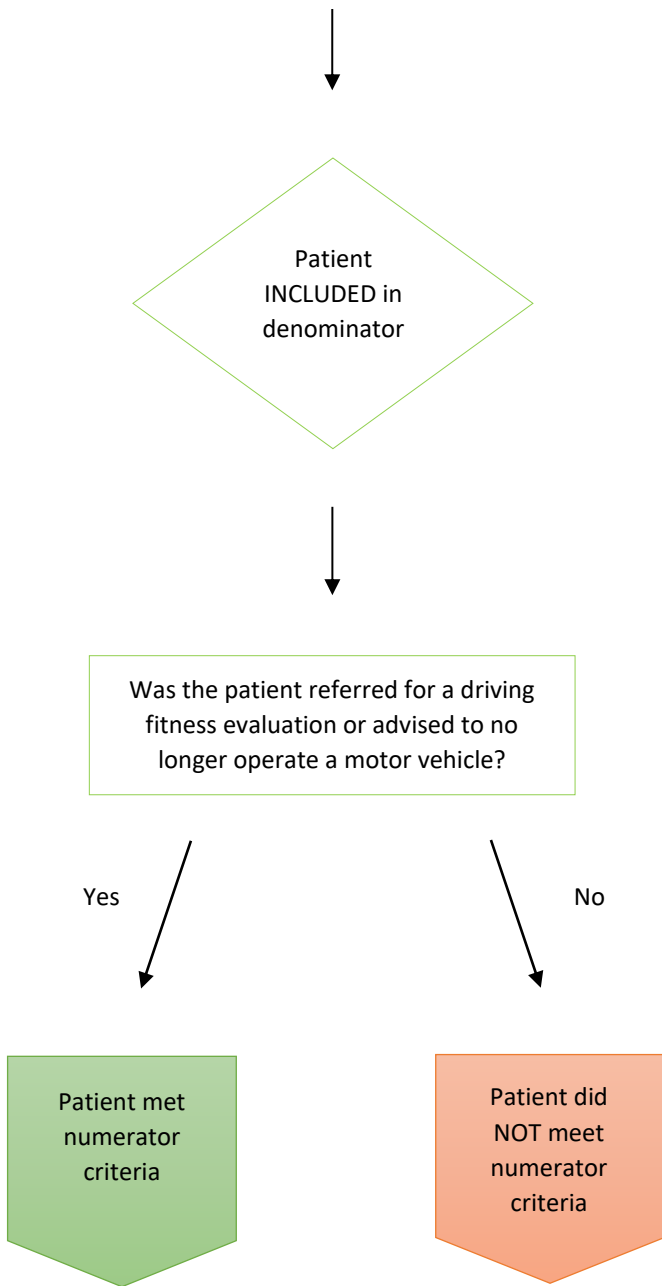 Patient
INCLUDED in
denominator
Was the patient referred for a driving
fitness evaluation or advised to no
longer operate a motor vehicle?
Yes
No
Patient met
numerator
criteria
Patient did
NOT meet
numerator
criteria